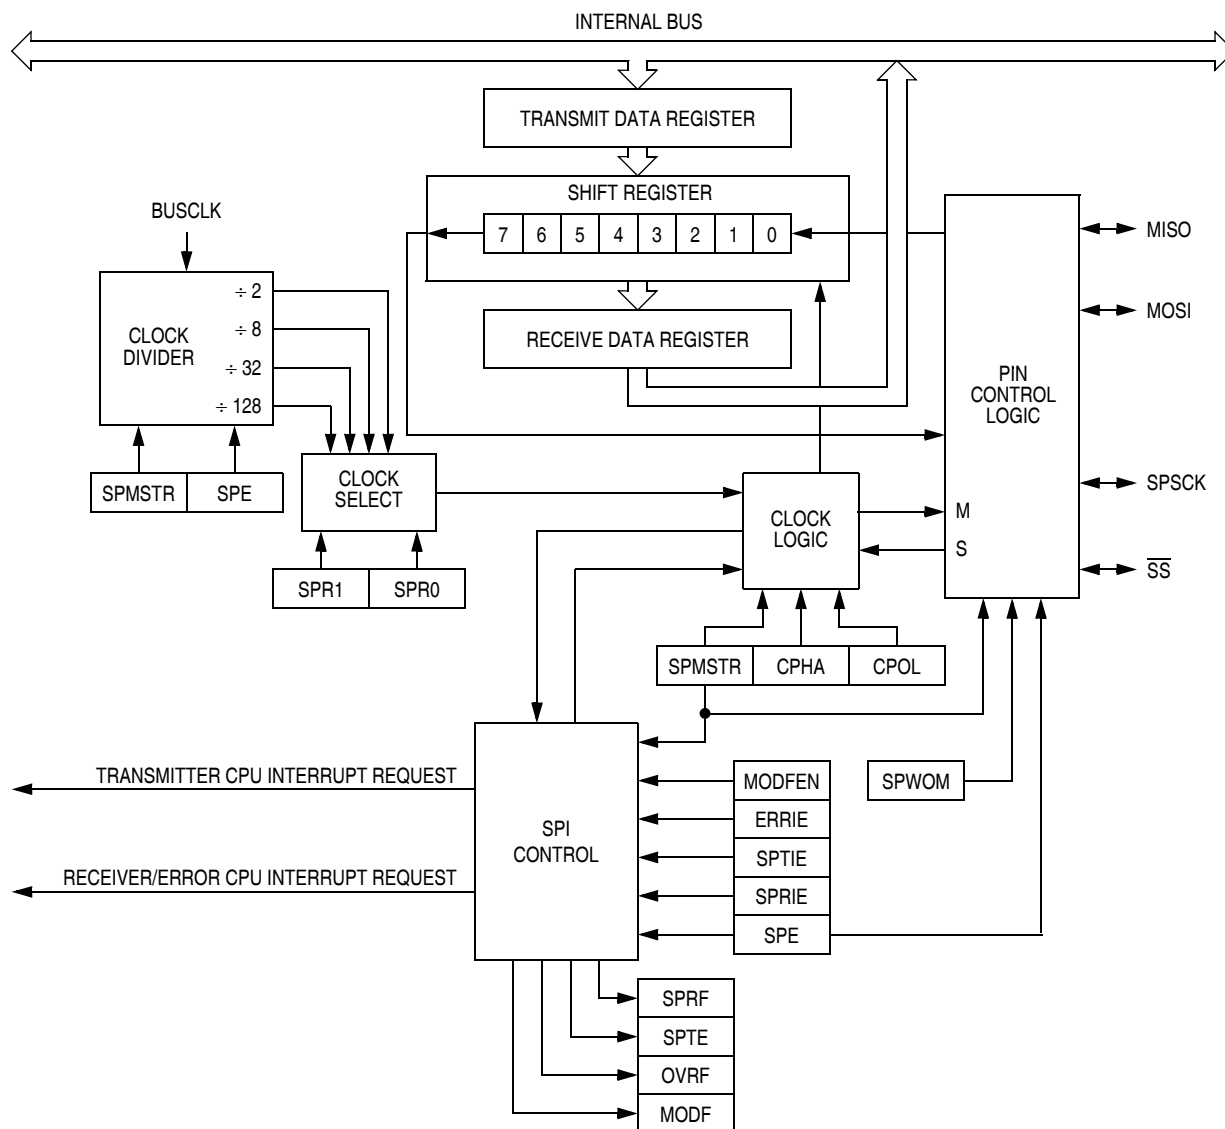 INTERNAL BUS
TRANSMIT DATA REGISTER
SHIFT REGISTER
7 6 5 4 3 2 1 0
RECEIVE DATA REGISTER
BUSCLK
CLOCK
DIVIDER
÷ 2
÷ 8
÷ 32
÷ 128
SPMSTR SPE
CLOCK
SELECT
SPR1 SPR0
CLOCK
LOGIC
PIN
CONTROL
LOGIC
M
S
MISO
MOSI
SPSCK
SS
SPMSTR CPHA CPOL
TRANSMITTER CPU INTERRUPT REQUEST
RECEIVER/ERROR CPU INTERRUPT REQUEST
SPI
CONTROL
MODFEN
ERRIE
SPTIE
SPRIE
SPE
SPWOM
SPRF
SPTE
OVRF
MODF